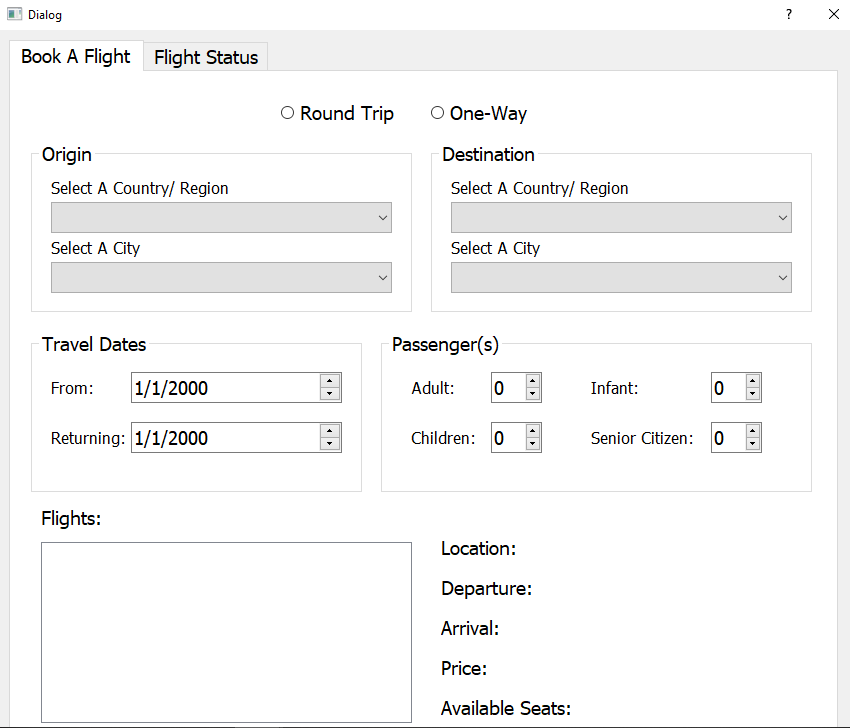 Dialog
Book A Flight Flight Status
Round Trip One-Way
Origin
Select A Country/ Region
Select A City
Destination
Select A Country/ Region
Select A City
Travel Dates
From: 1/1/2000
Returning: 1/1/2000
Passenger(s)
Adult: 0 Infant: 0
Children: 0 Senior Citizen: 0
Flights:
Location:
Departure:
Arrival:
Price:
Available Seats: